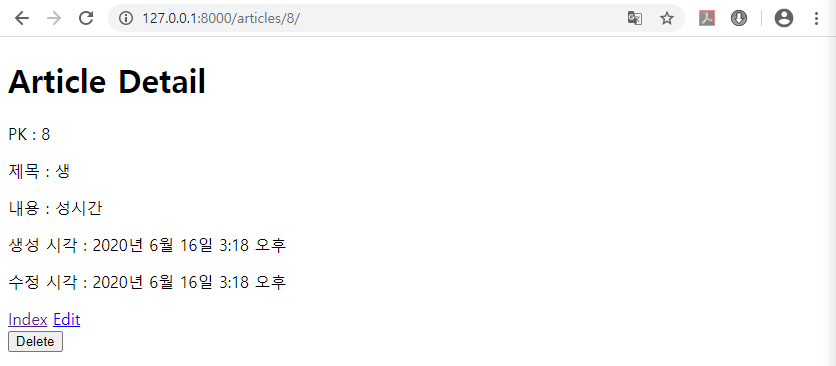 127.0.0.1:8000/articles/8/
Article Detail
PK : 8
제목 : 생
내용 : 성시간
생성 시각 : 2020년 6월 16일 3:18 오후
수정 시각 : 2020년 6월 16일 3:18 오후
Index Edit
Delete